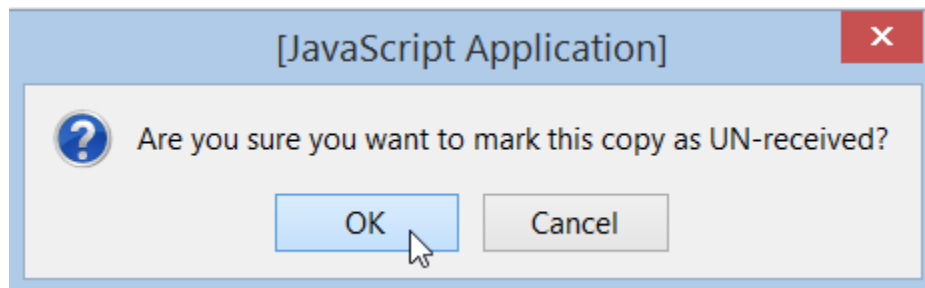 [JavaScript Application]
Are you sure you want to mark this copy as UN-received?
OK
Cancel